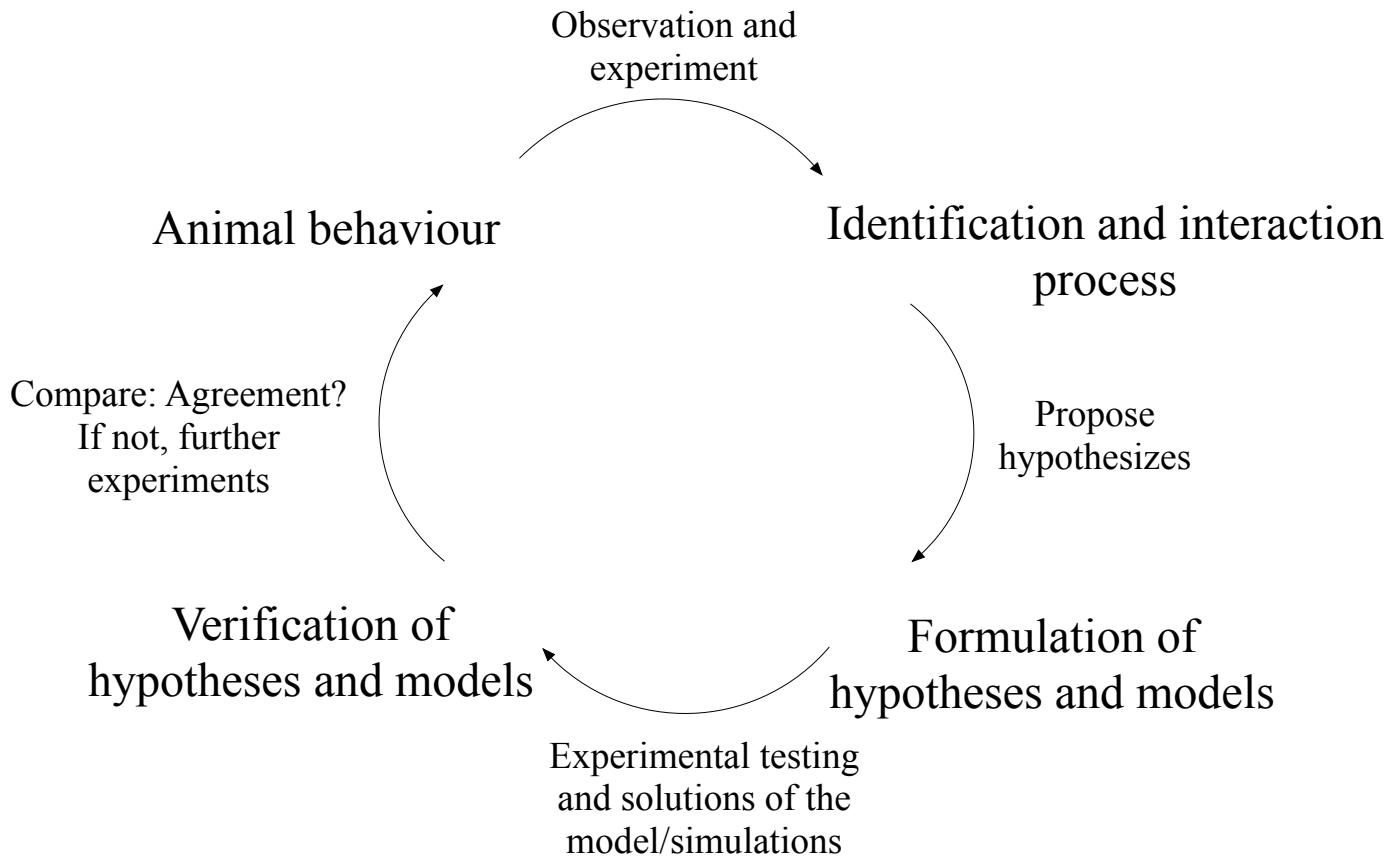 Observation and
experiment
Animal behaviour
Identification and interaction
process
Compare: Agreement?
If not, further
experiments
Propose
hypothesizes
Verification of
hypotheses and models
Formulation of
hypotheses and models
Experimental testing
and solutions of the
model/simulations